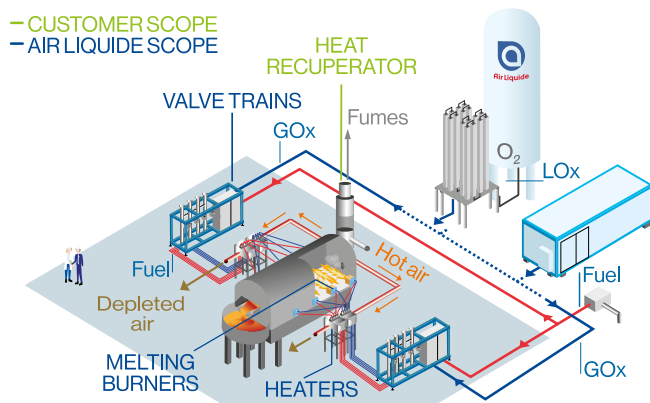 – CUSTOMER SCOPE
– AIR LIQUIDE SCOPE
HEAT
RECUPERATOR
VALVE TRAINS
GOx
Fumes
Air Liquide
O2
LOx
Fuel
Hot air
Fuel
Depleted
air
MELTING
BURNERS
HEATERS
GOx